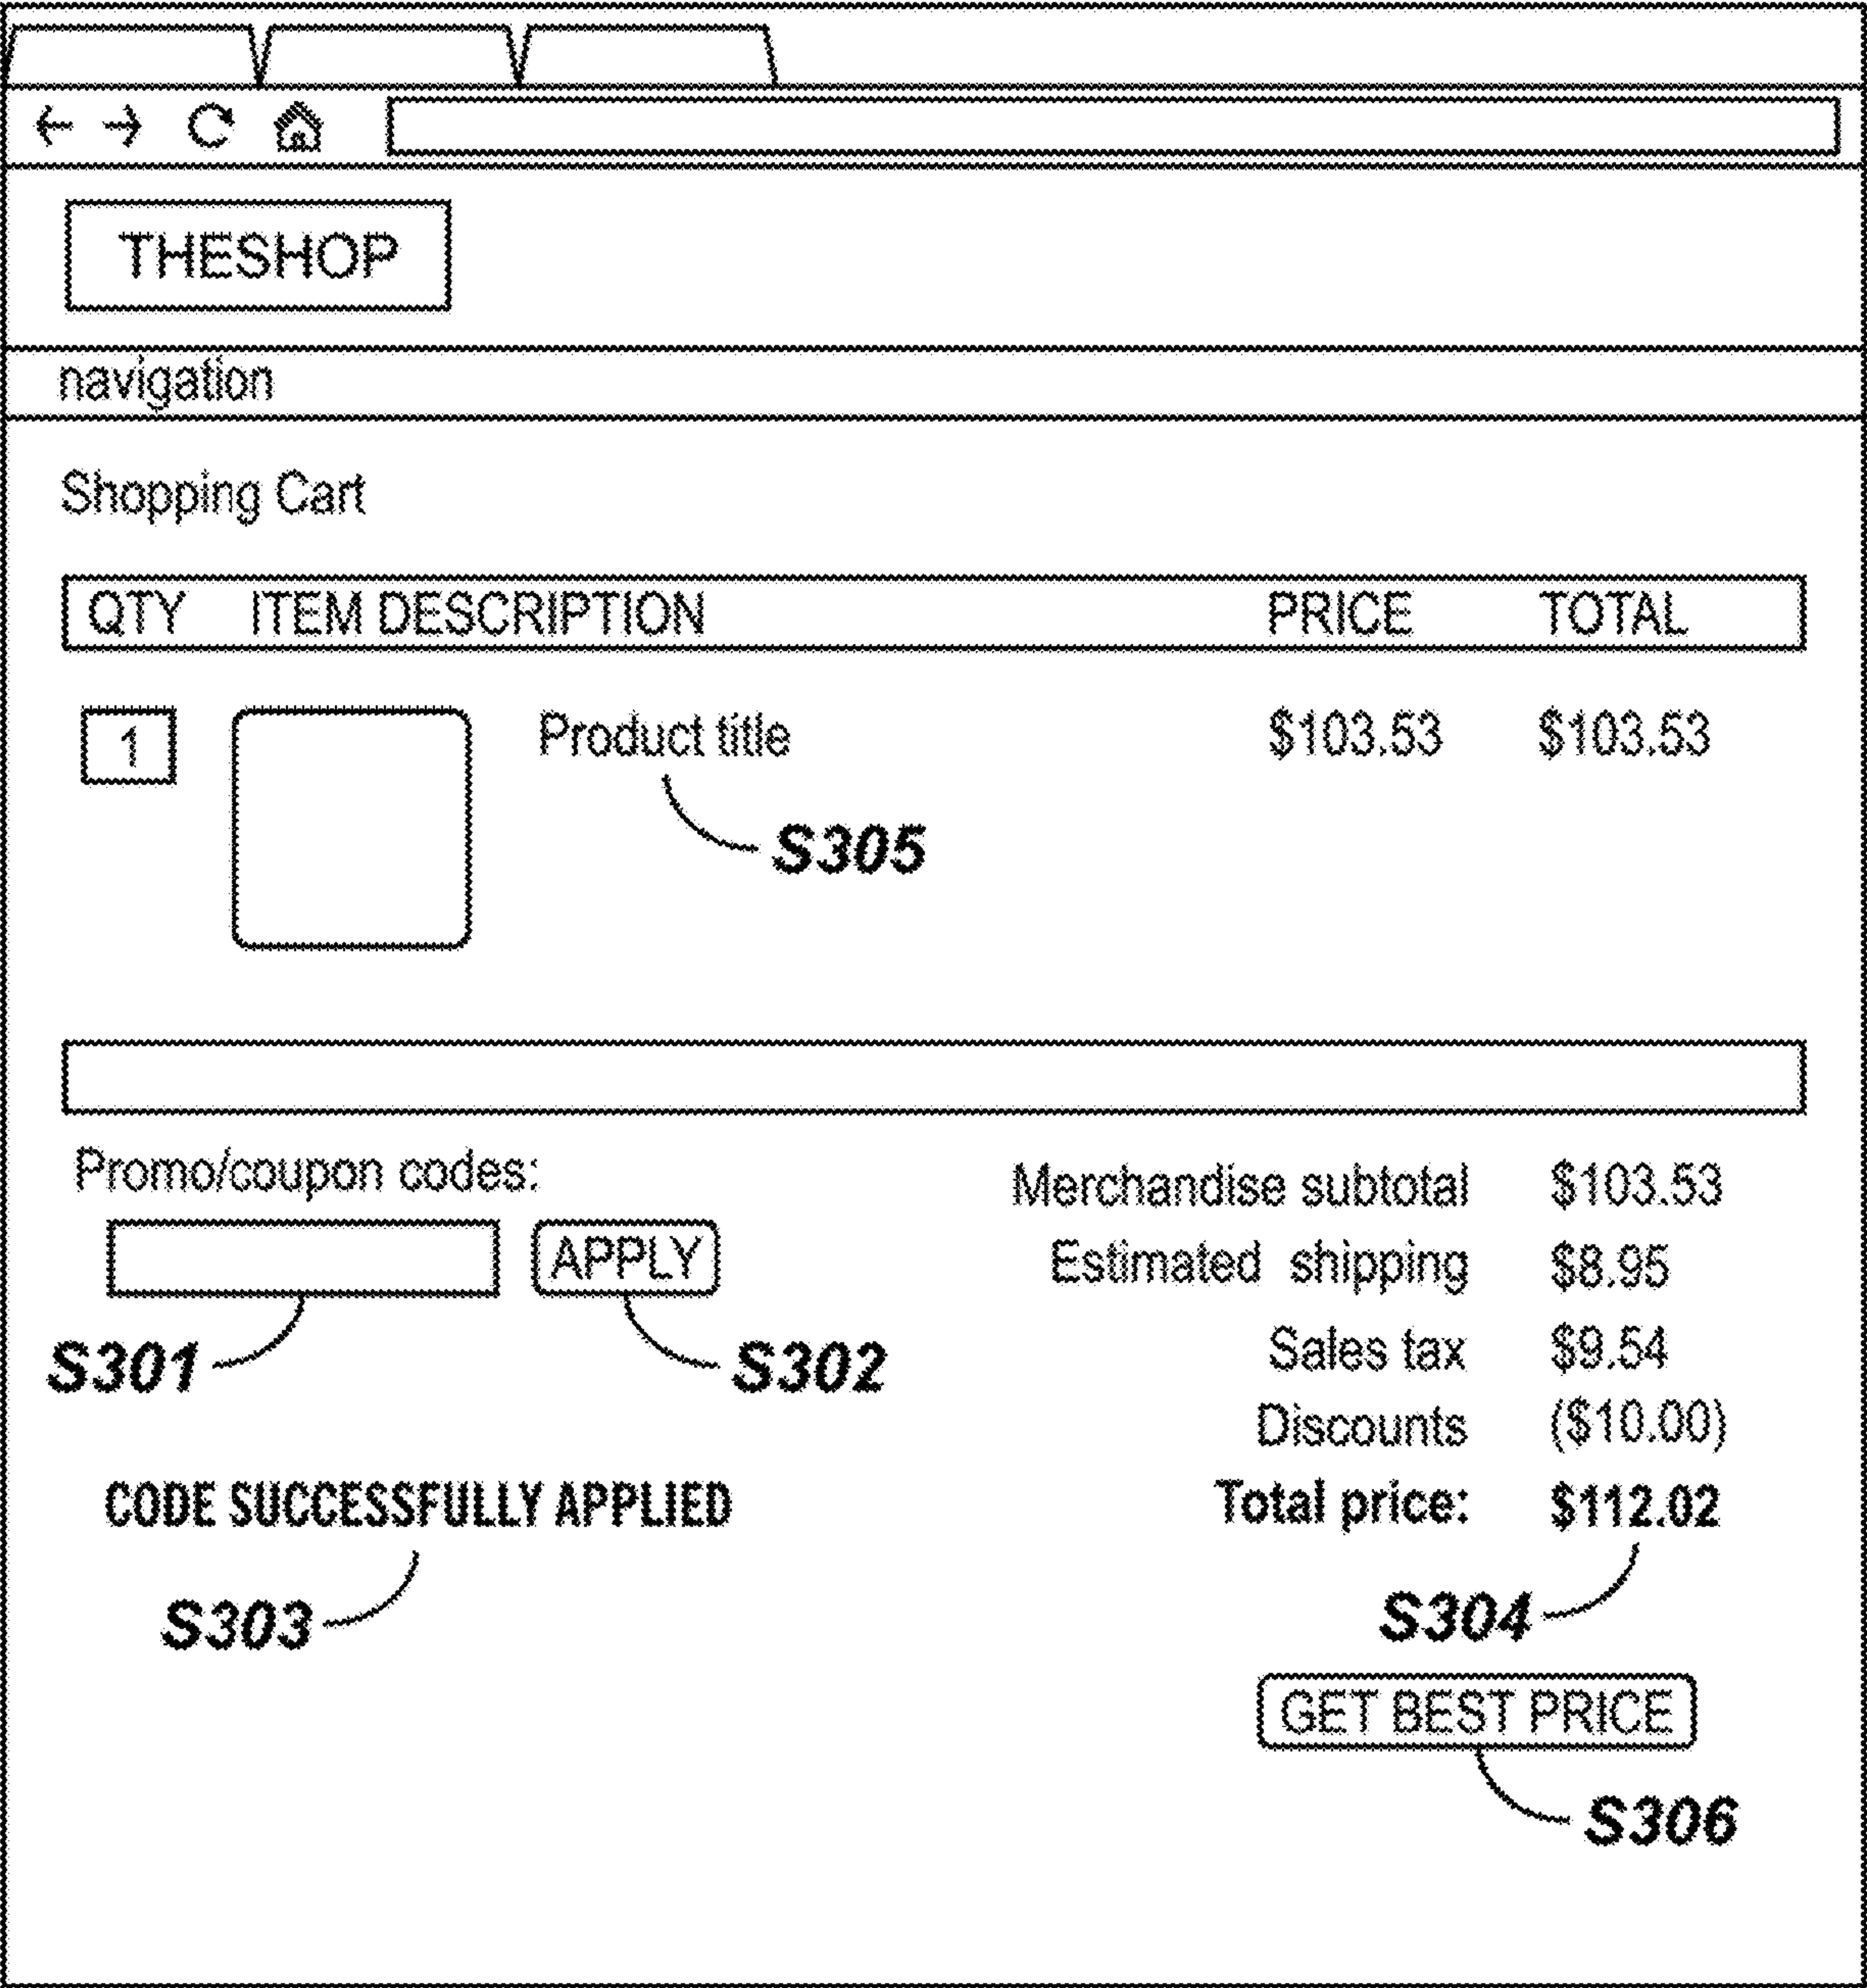 THESHOP
navigation
Shopping Cart
QTY ITEM DESCRIPTION PRICE TOTAL
1 Product title $103.53 $103.53
S305
Promo/coupon codes:
APPLY
S301 S302
CODE SUCCESSFULLY APPLIED
S303
Merchandise subtotal $103.53
Estimated shipping $8.95
Sales tax $9.54
Discounts ($10.00)
Total price: $112.02
S304
GET BEST PRICE
S306